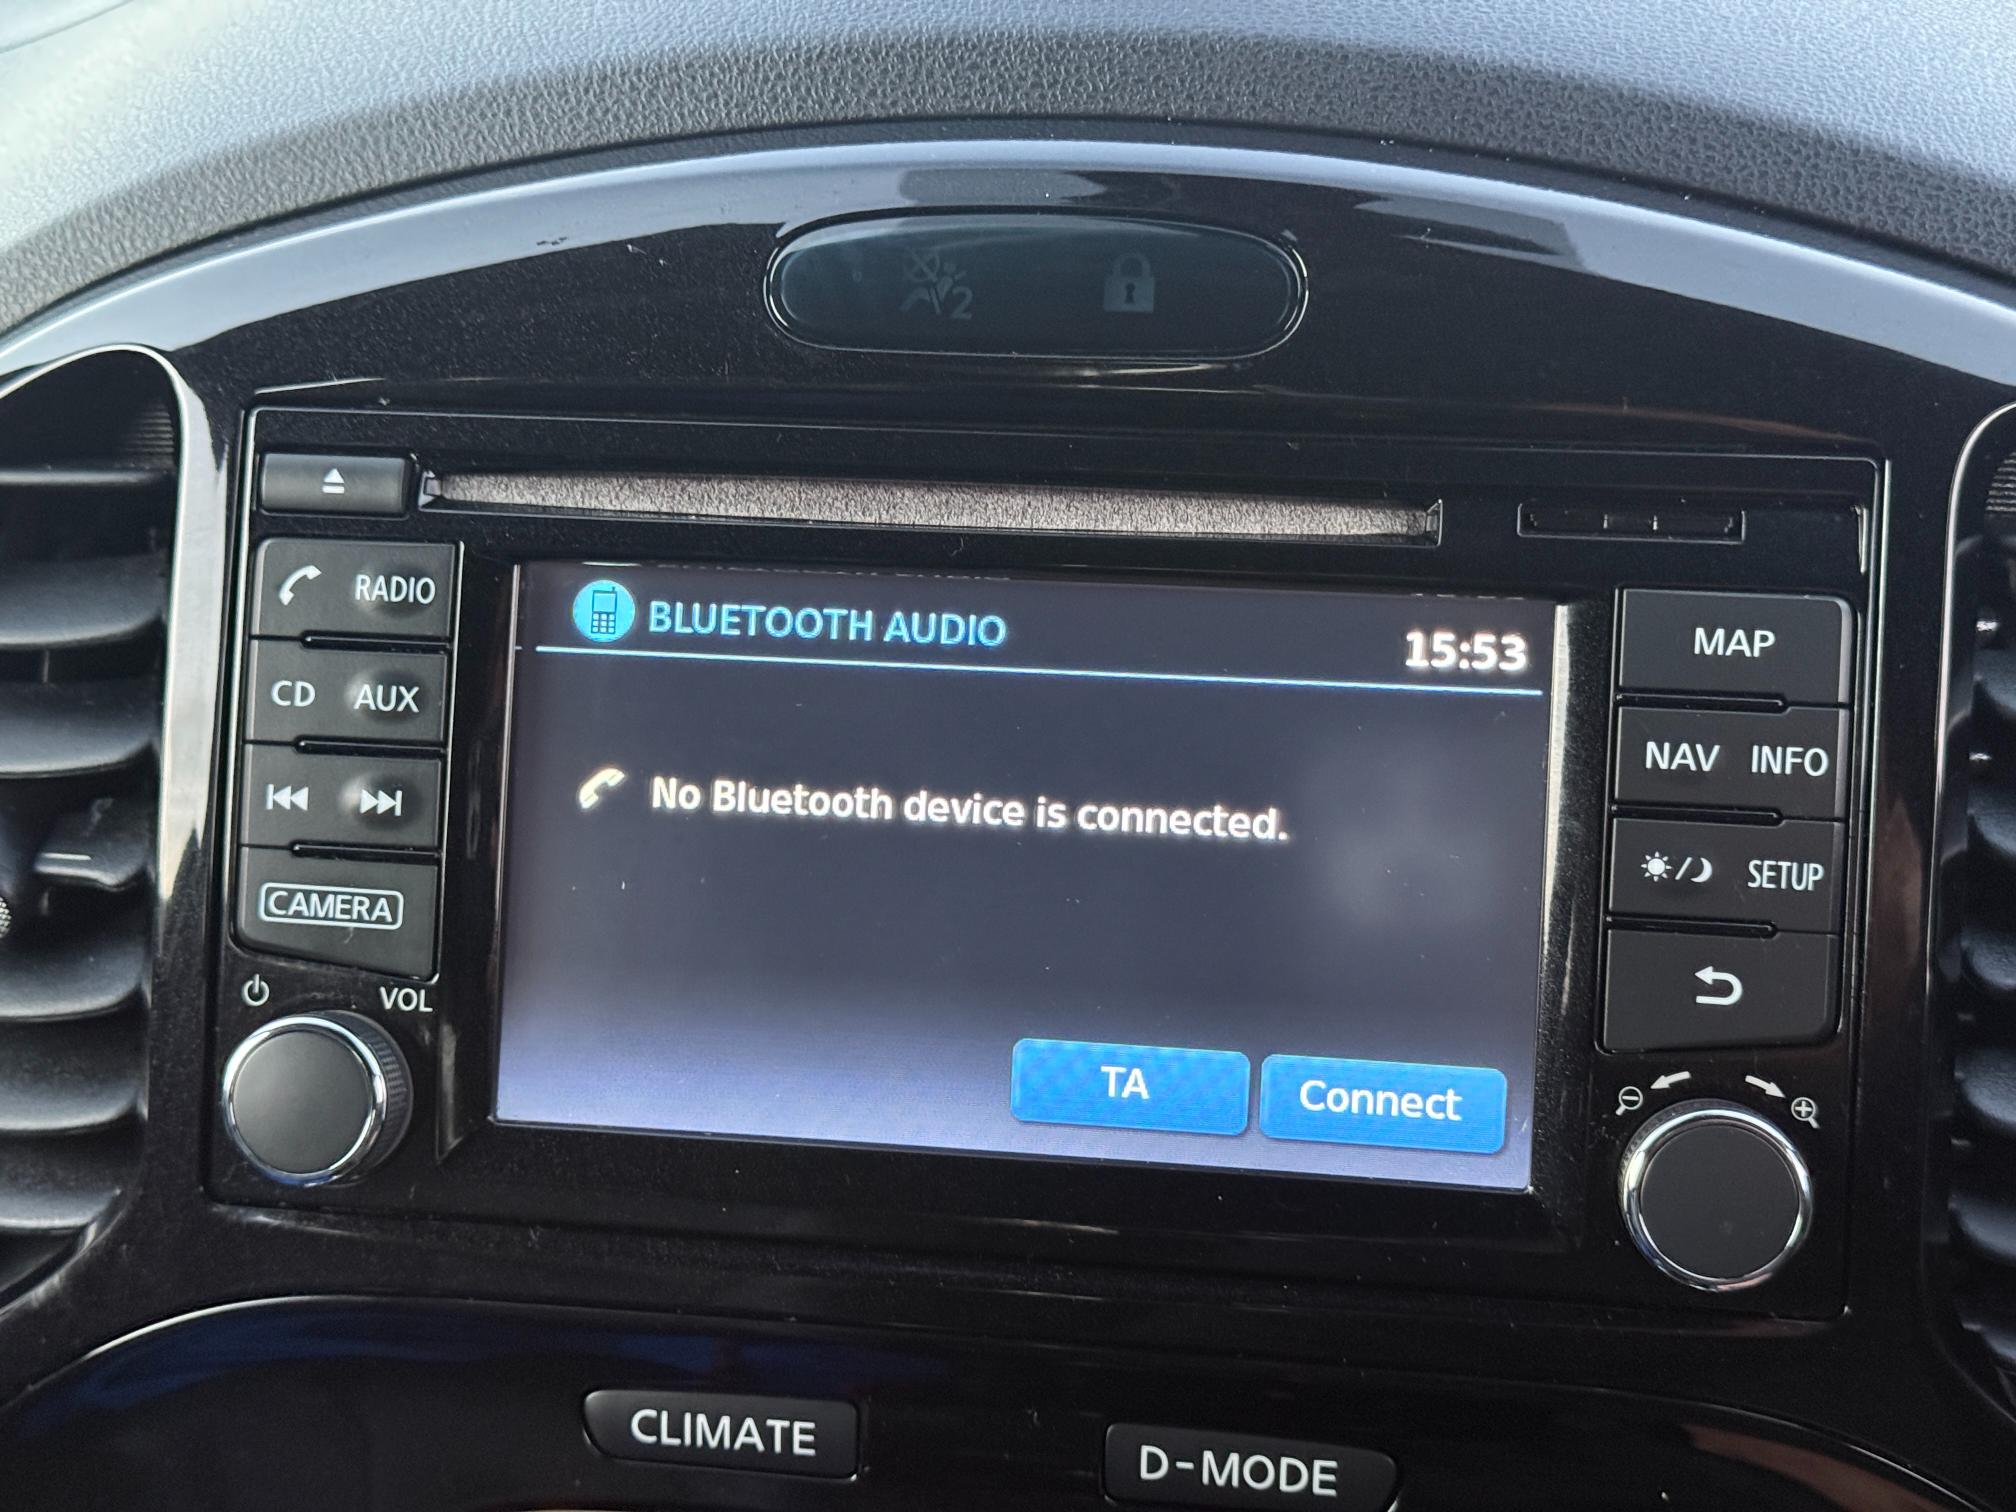 2
RADIO
CD AUX
CAMERA
VOL
BLUETOOTH AUDIO
15:53
No Bluetooth device is connected.
TA
Connect
MAP
NAV INFO
SETUP
CLIMATE
D-MODE